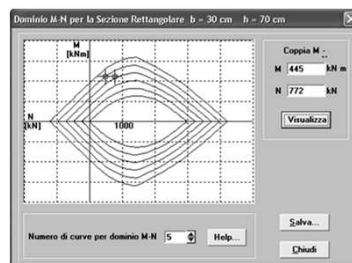 Dominio M-N per la Sezione Rettangolare b = 30 cm h = 70 cm
M
[kNm]
N
[kN]
1000
Coppia M -
M 445 kN m
N 772 kN
Visualizza
Numero di curve per dominio M-N 5 Help...
Salva...
Chiudi